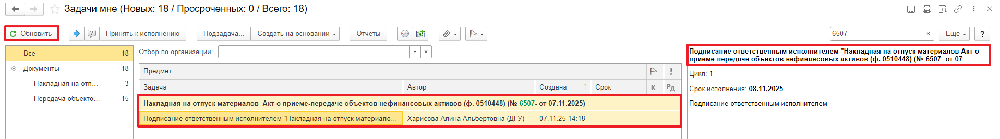 Задачи мне (Новых: 18 / Просроченных: 0 / Всего: 18)
Обновить Принять к исполнению Подзадача... Создать на основании Отчеты 6507 × Еще ?
Все 18
Документы 18
Накладная на отп... 3
Передача объекто... 15
Отбор по организации: ×
Предмет
Задача Автор Создана ↑ Срок К Рд
Накладная на отпуск материалов Акт о приеме-передаче объектов нефинансовых активов (ф. 0510448) (№ 6507- от 07.11.2025)
Подписание ответственным исполнителем "Накладная на отпуск материало... Харисова Алина Альбертовна (ДГУ) 07.11.25 14:18
Подписание ответственным исполнителем "Накладная на отпуск материалов Акт о
приеме-передаче объектов нефинансовых активов (ф. 0510448) (№ 6507- от 07
Цикл: 1
Срок исполнения: 08.11.2025
Подписание ответственным исполнителем